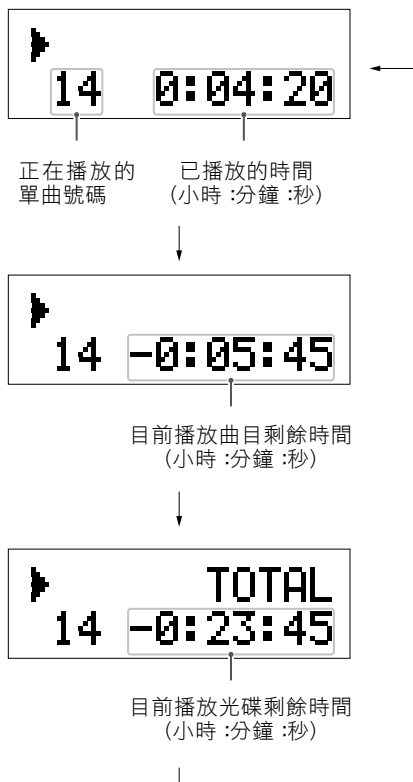 14 0:04:20
正在播放的 已播放的時間
單曲號碼 (小時:分鐘:秒)
14 -0:05:45
目前播放曲目剩餘時間
(小時:分鐘:秒)
TOTAL
14 -0:23:45
目前播放光碟剩餘時間
(小時:分鐘:秒)